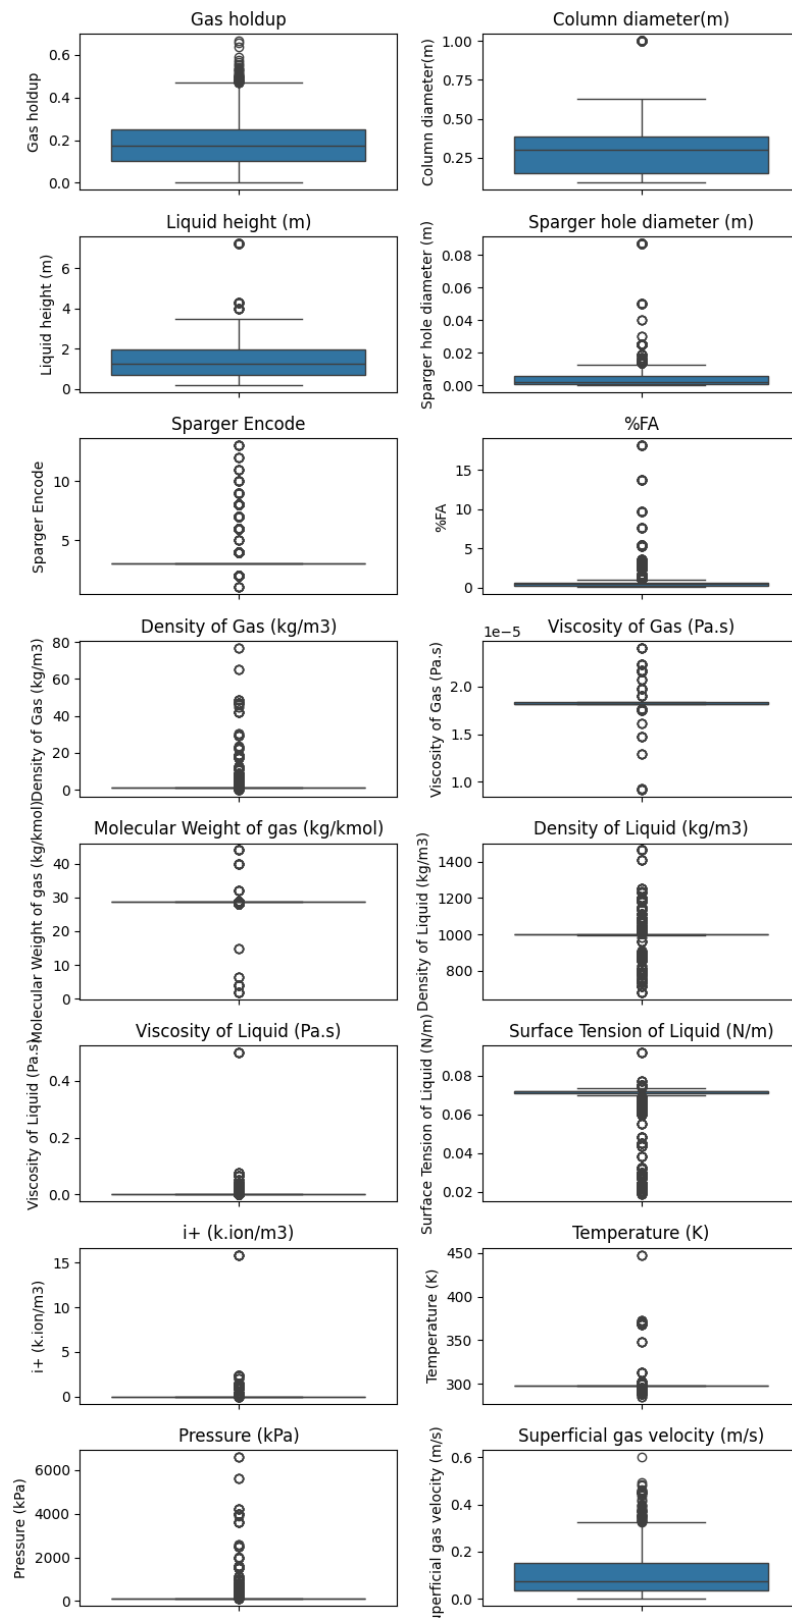 Gas holdup
Gas holdup
0.6
0.4
0.2
0.0
Column diameter(m)
Column diameter(m)
1.00
0.75
0.50
0.25
Liquid height (m)
Liquid height (m)
6
4
2
0
Sparger hole diameter (m)
Sparger hole diameter (m)
0.08
0.06
0.04
0.02
0.00
Sparger Encode
Sparger Encode
10
5
%FA
%FA
15
10
5
0
Density of Gas (kg/m3)
Density of Gas (kg/m3)
80
60
40
20
0
Viscosity of Gas (Pa.s)
Viscosity of Gas (Pa.s)
1e−5
2.0
1.5
1.0
Molecular Weight of gas (kg/kmol)
Molecular Weight of gas (kg/kmol)
40
30
20
10
0
Density of Liquid (kg/m3)
Density of Liquid (kg/m3)
1400
1200
1000
800
Viscosity of Liquid (Pa.s)
Viscosity of Liquid (Pa.s)
0.4
0.2
0.0
Surface Tension of Liquid (N/m)
Surface Tension of Liquid (N/m)
0.08
0.06
0.04
0.02
i+ (k.ion/m3)
i+ (k.ion/m3)
15
10
5
0
Temperature (K)
Temperature (K)
450
400
350
300
Pressure (kPa)
Pressure (kPa)
6000
4000
2000
0
Superficial gas velocity (m/s)
uperficial gas velocity (m/s)
0.6
0.4
0.2
0.0